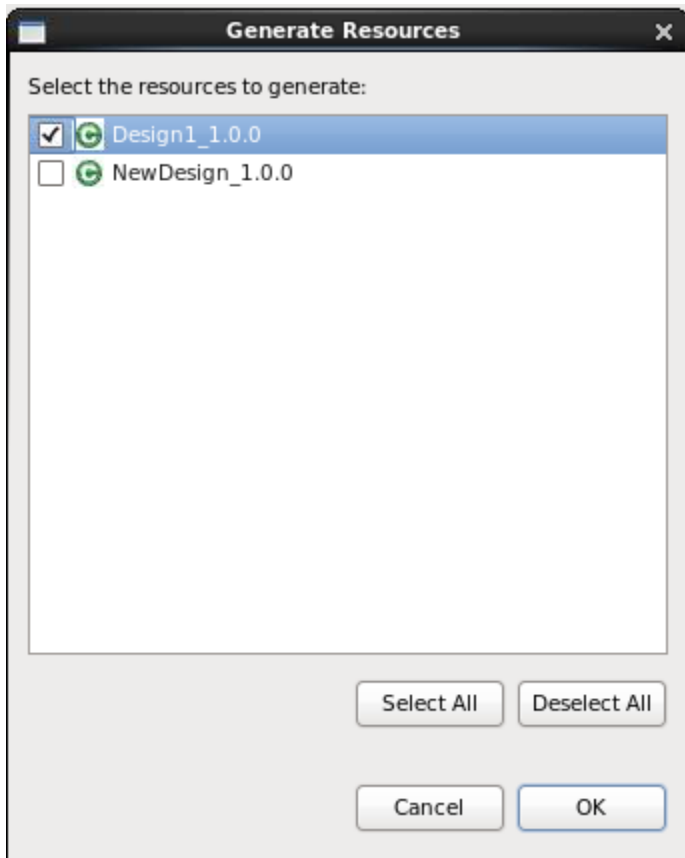 Generate Resources
Select the resources to generate:
Design1_1.0.0
NewDesign_1.0.0
Select All Deselect All
Cancel OK